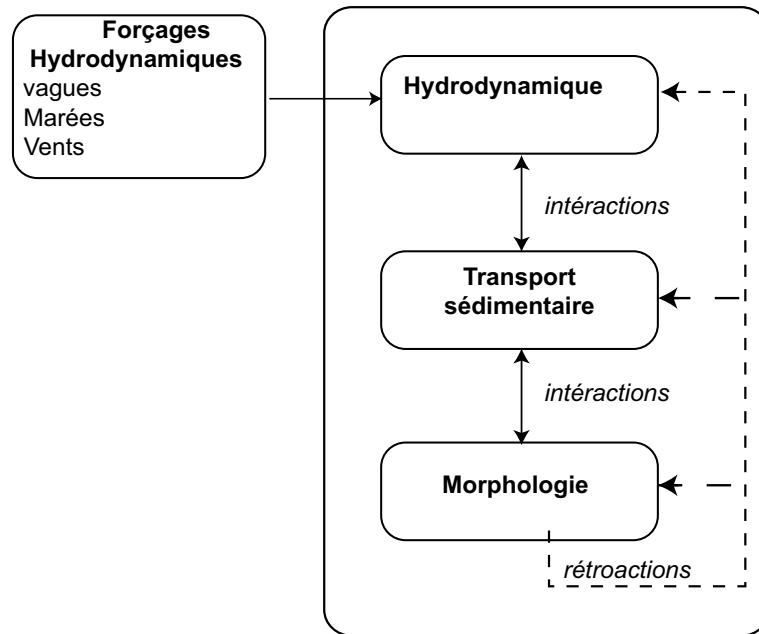 Forçages
Hydrodynamiques
vagues
Marées
Vents
Hydrodynamique
intéractions
Transport
sédimentaire
intéractions
Morphologie
rétroactions